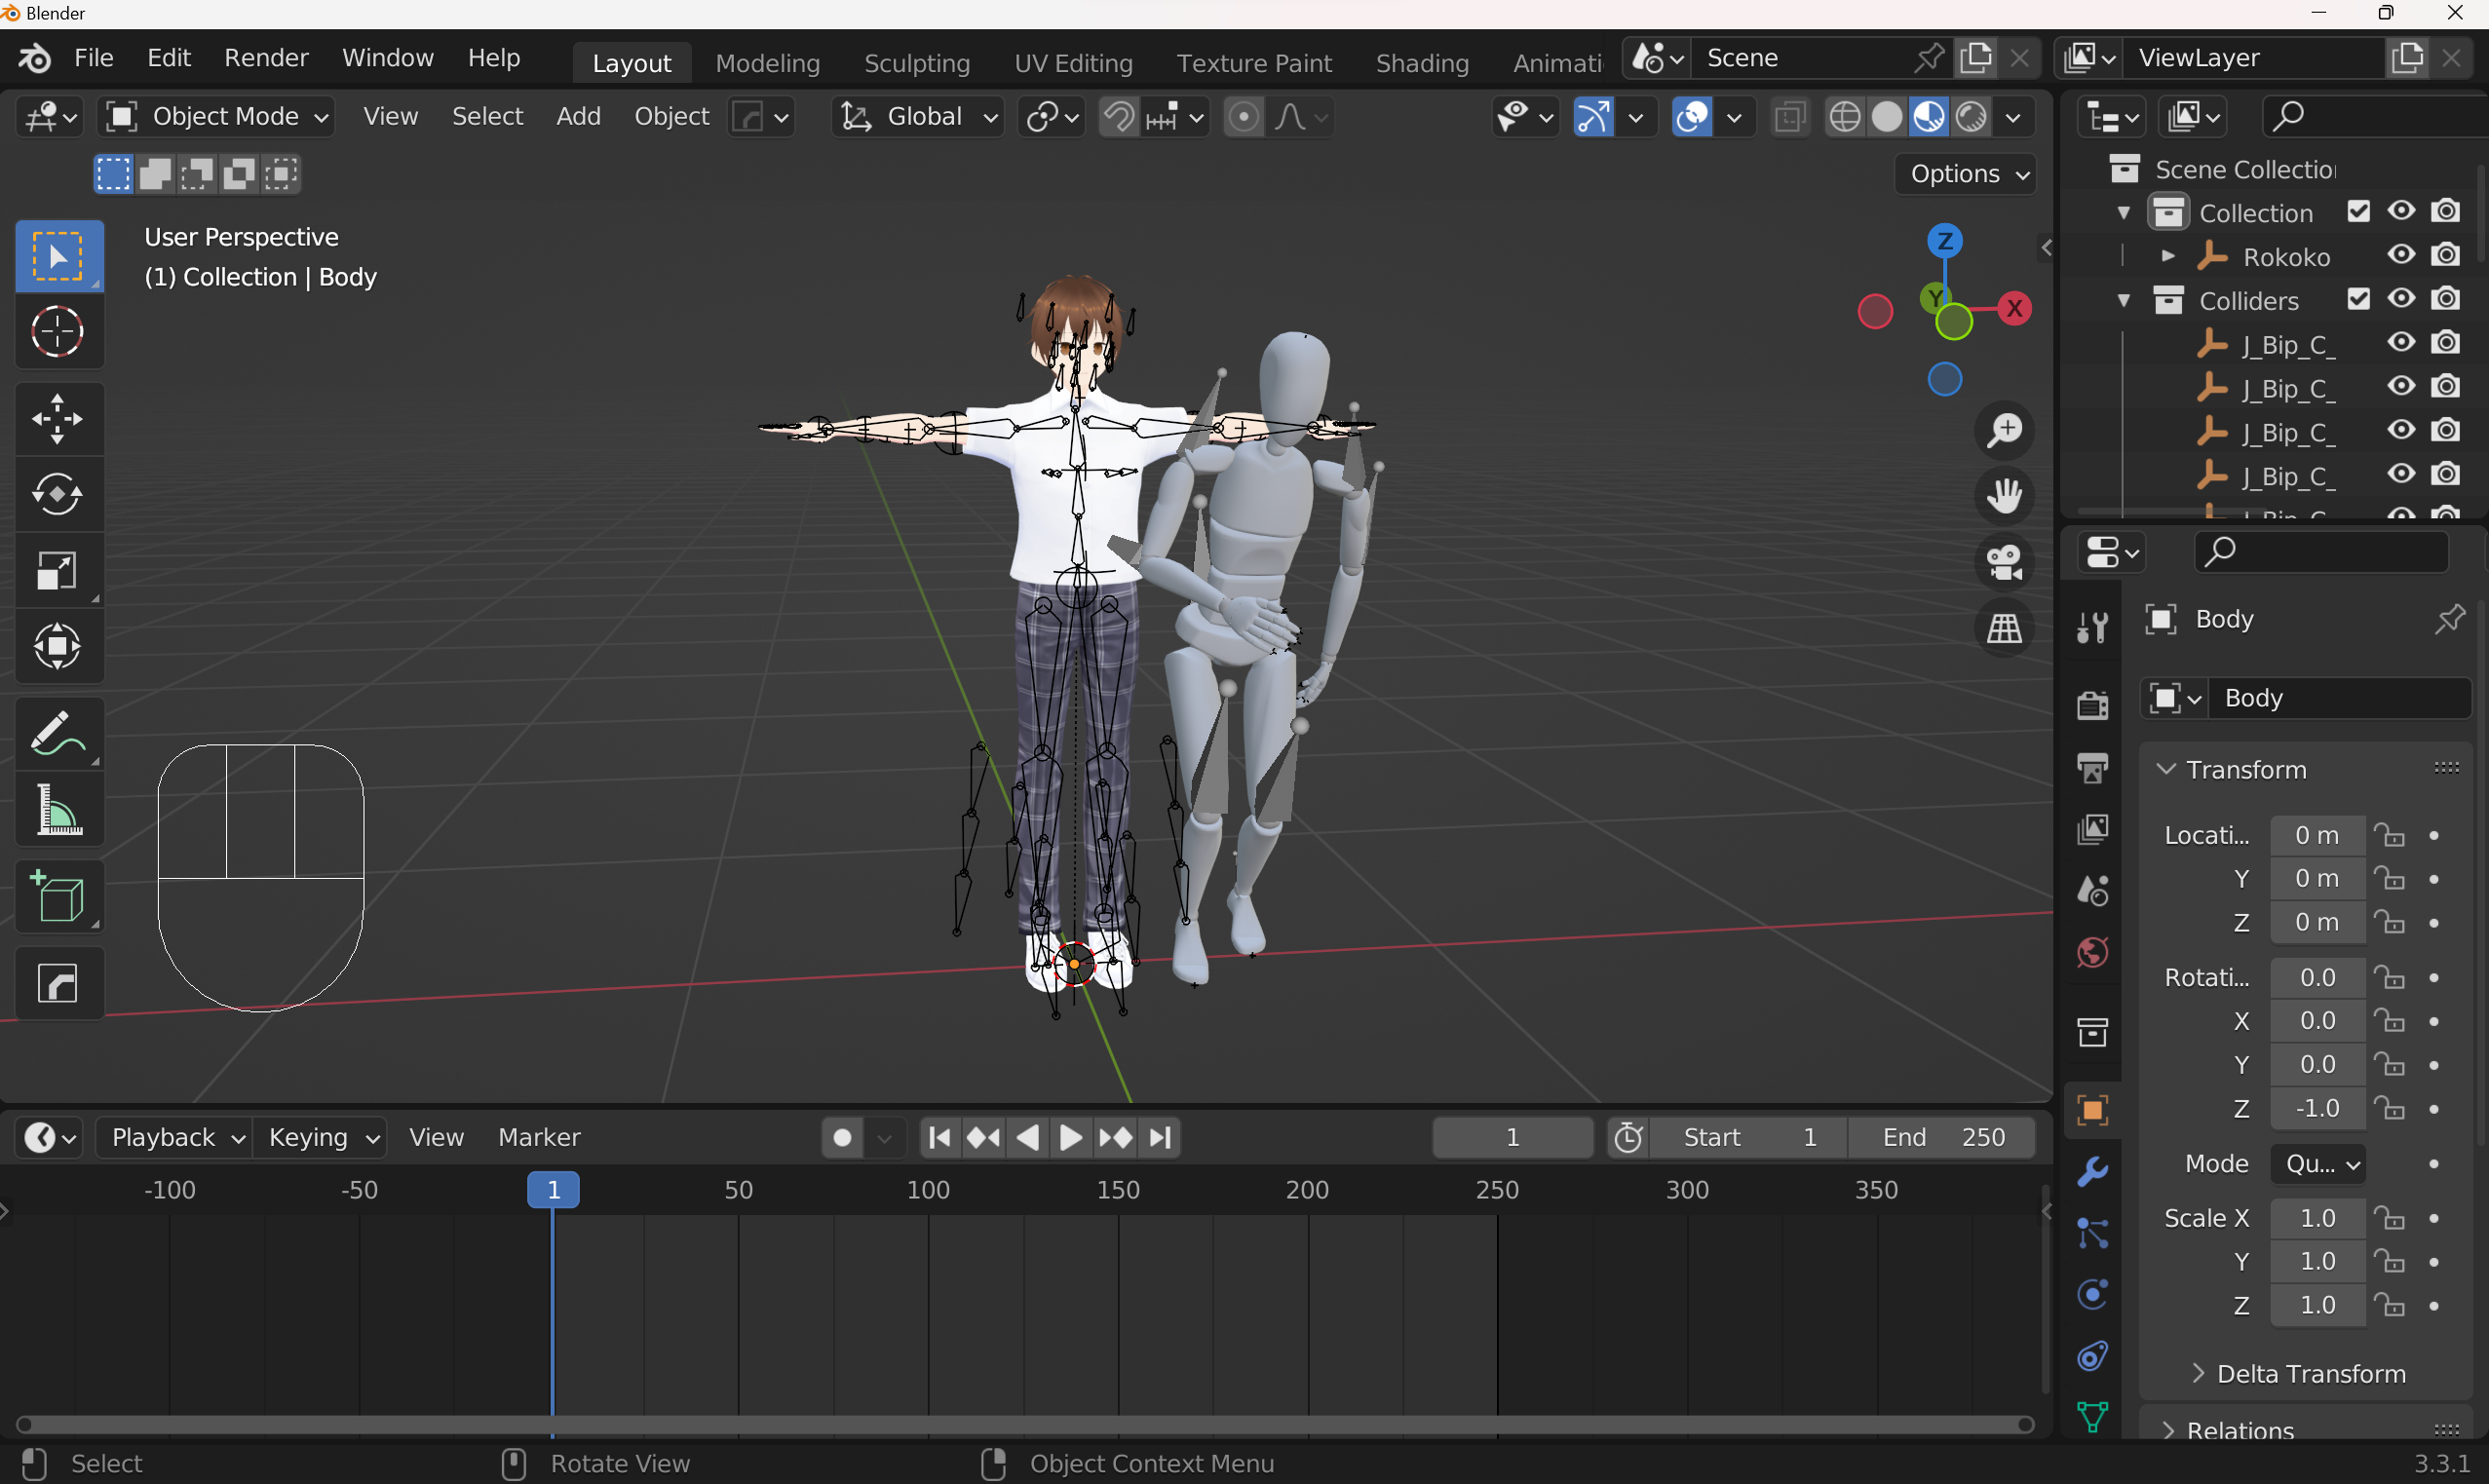 Blender
File Edit Render Window Help Layout Modeling Sculpting UV Editing Texture Paint Shading Animati Scene ViewLayer
Object Mode View Select Add Object Global
Options
User Perspective
(1) Collection | Body
Z
Y
X
Scene Collectio
Collection
Rokoko
Colliders
J_Bip_C_
J_Bip_C_
J_Bip_C_
J_Bip_C_
Body
Body
Transform
Locati... 0 m
Y 0 m
Z 0 m
Rotati... 0.0
X 0.0
Y 0.0
Z -1.0
Mode Qu...
Scale X 1.0
Y 1.0
Z 1.0
Delta Transform
Relations
Playback Keying View Marker 1 Start 1 End 250
-100 -50 1 50 100 150 200 250 300 350
Select Rotate View Object Context Menu 3.3.1